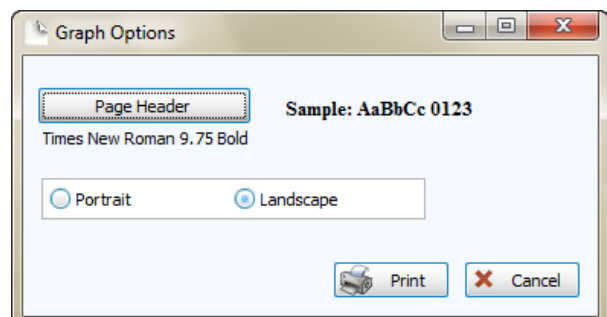 Graph Options
Page Header
Sample: AaBbCc 0123
Times New Roman 9.75 Bold
Portrait
Landscape
Print
Cancel